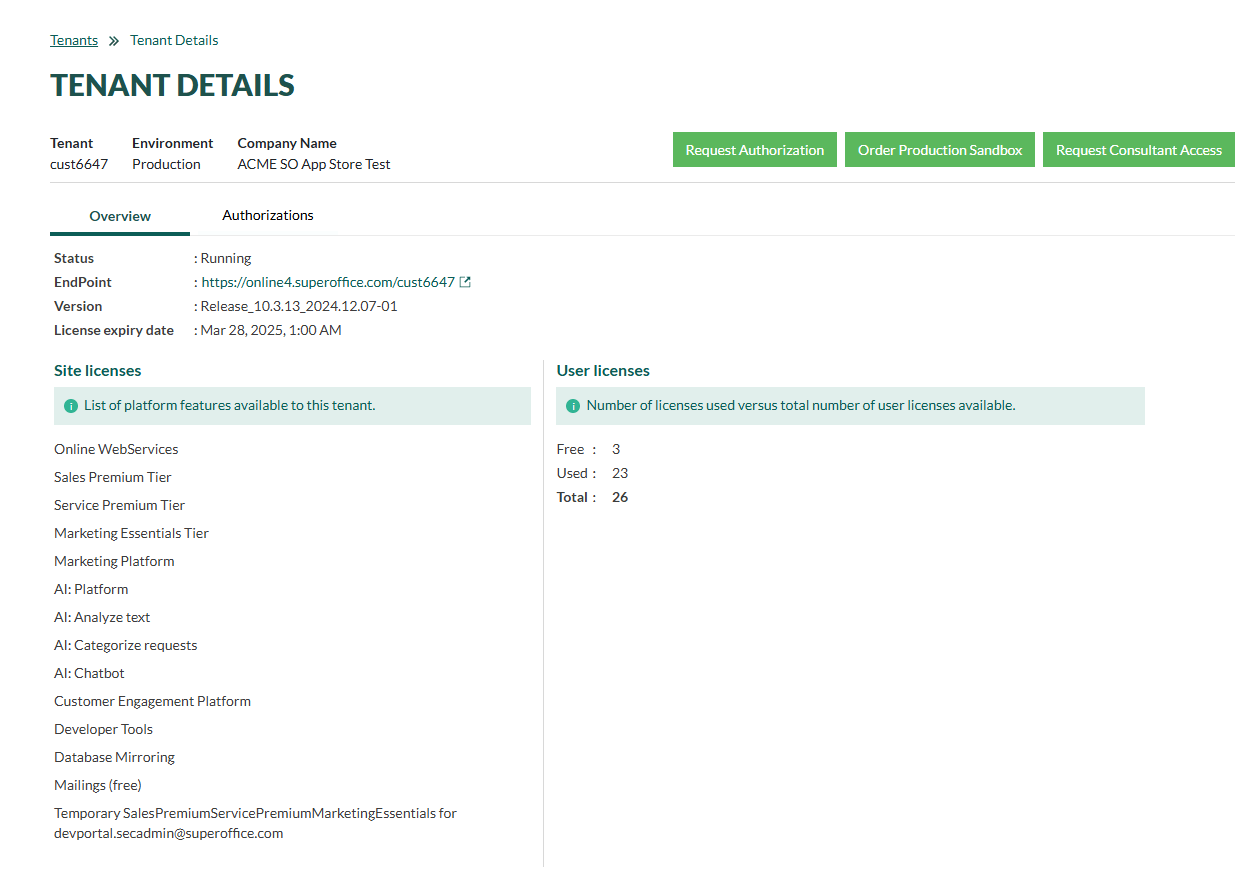 Tenants » Tenant Details
TENANT DETAILS
Tenant Environment Company Name
cust6647 Production ACME SO App Store Test
Request Authorization Order Production Sandbox Request Consultant Access
Overview Authorizations
Status : Running
EndPoint : https://online4.superoffice.com/cust6647
Version : Release_10.3.13_2024.12.07-01
License expiry date : Mar 28, 2025, 1:00 AM
Site licenses
List of platform features available to this tenant.
Online WebServices
Sales Premium Tier
Service Premium Tier
Marketing Essentials Tier
Marketing Platform
AI: Platform
AI: Analyze text
AI: Categorize requests
AI: Chatbot
Customer Engagement Platform
Developer Tools
Database Mirroring
Mailings (free)
Temporary SalesPremiumServicePremiumMarketingEssentials for
devportal.secadmin@superoffice.com
User licenses
Number of licenses used versus total number of user licenses available.
Free : 3
Used : 23
Total : 26